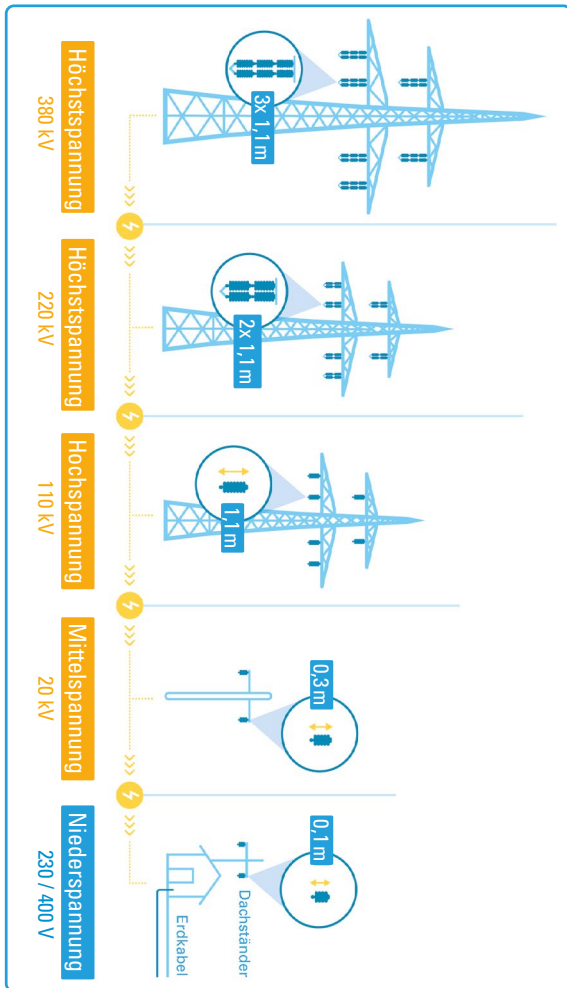 3x 1,1 m
2x 1,1 m
1,1 m
0,3 m
0,1 m
Dachständer
Erdkabel
Höchstspannung
380 kV
Höchstspannung
220 kV
Hochspannung
110 kV
Mittelspannung
20 kV
Niederspannung
230 / 400 V